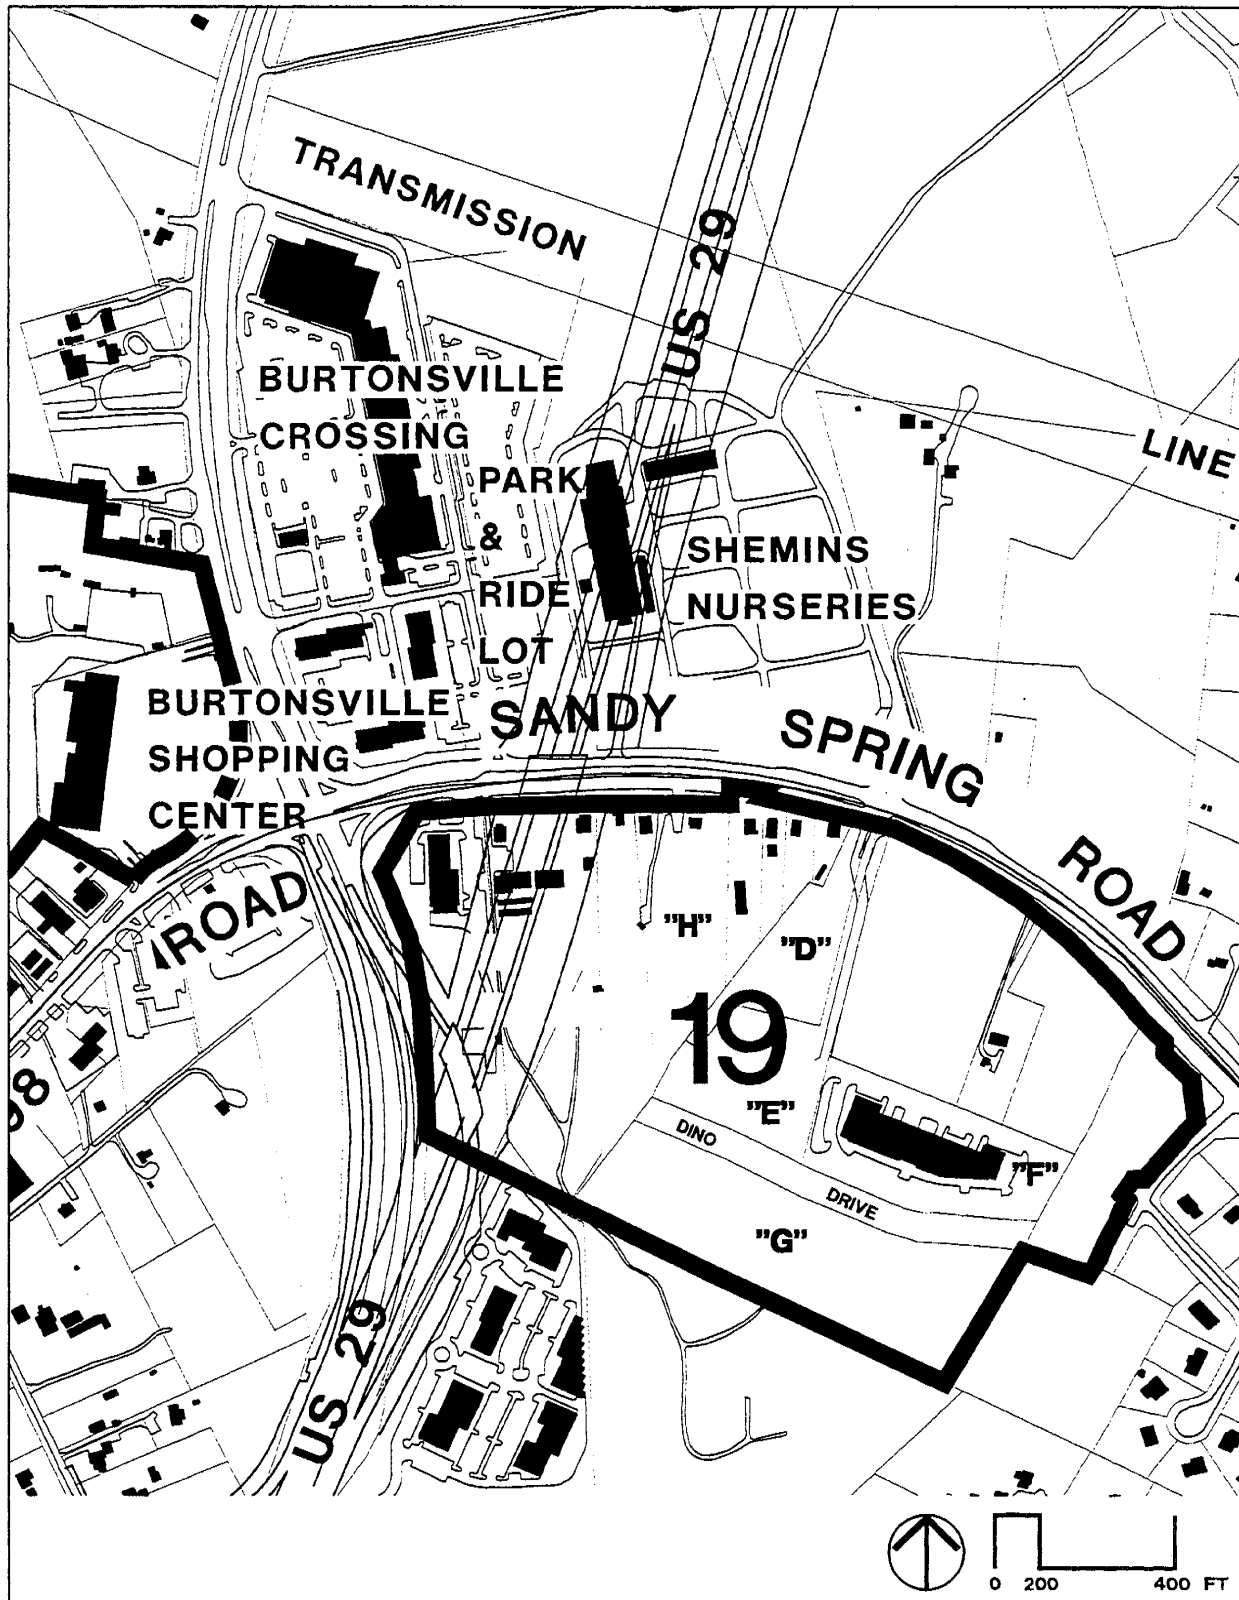 TRANSMISSION
US 29
BURTONSVILLE
CROSSING
LINE
PARK
&
RIDE
LOT
SHEMINS
NURSERIES
BURTONSVILLE
SHOPPING
CENTER
SANDY
SPRING
ROAD
ROAD
"H"
"D"
19
"E"
DINO
DRIVE
"F"
"G"
US 29
0 200 400 FT